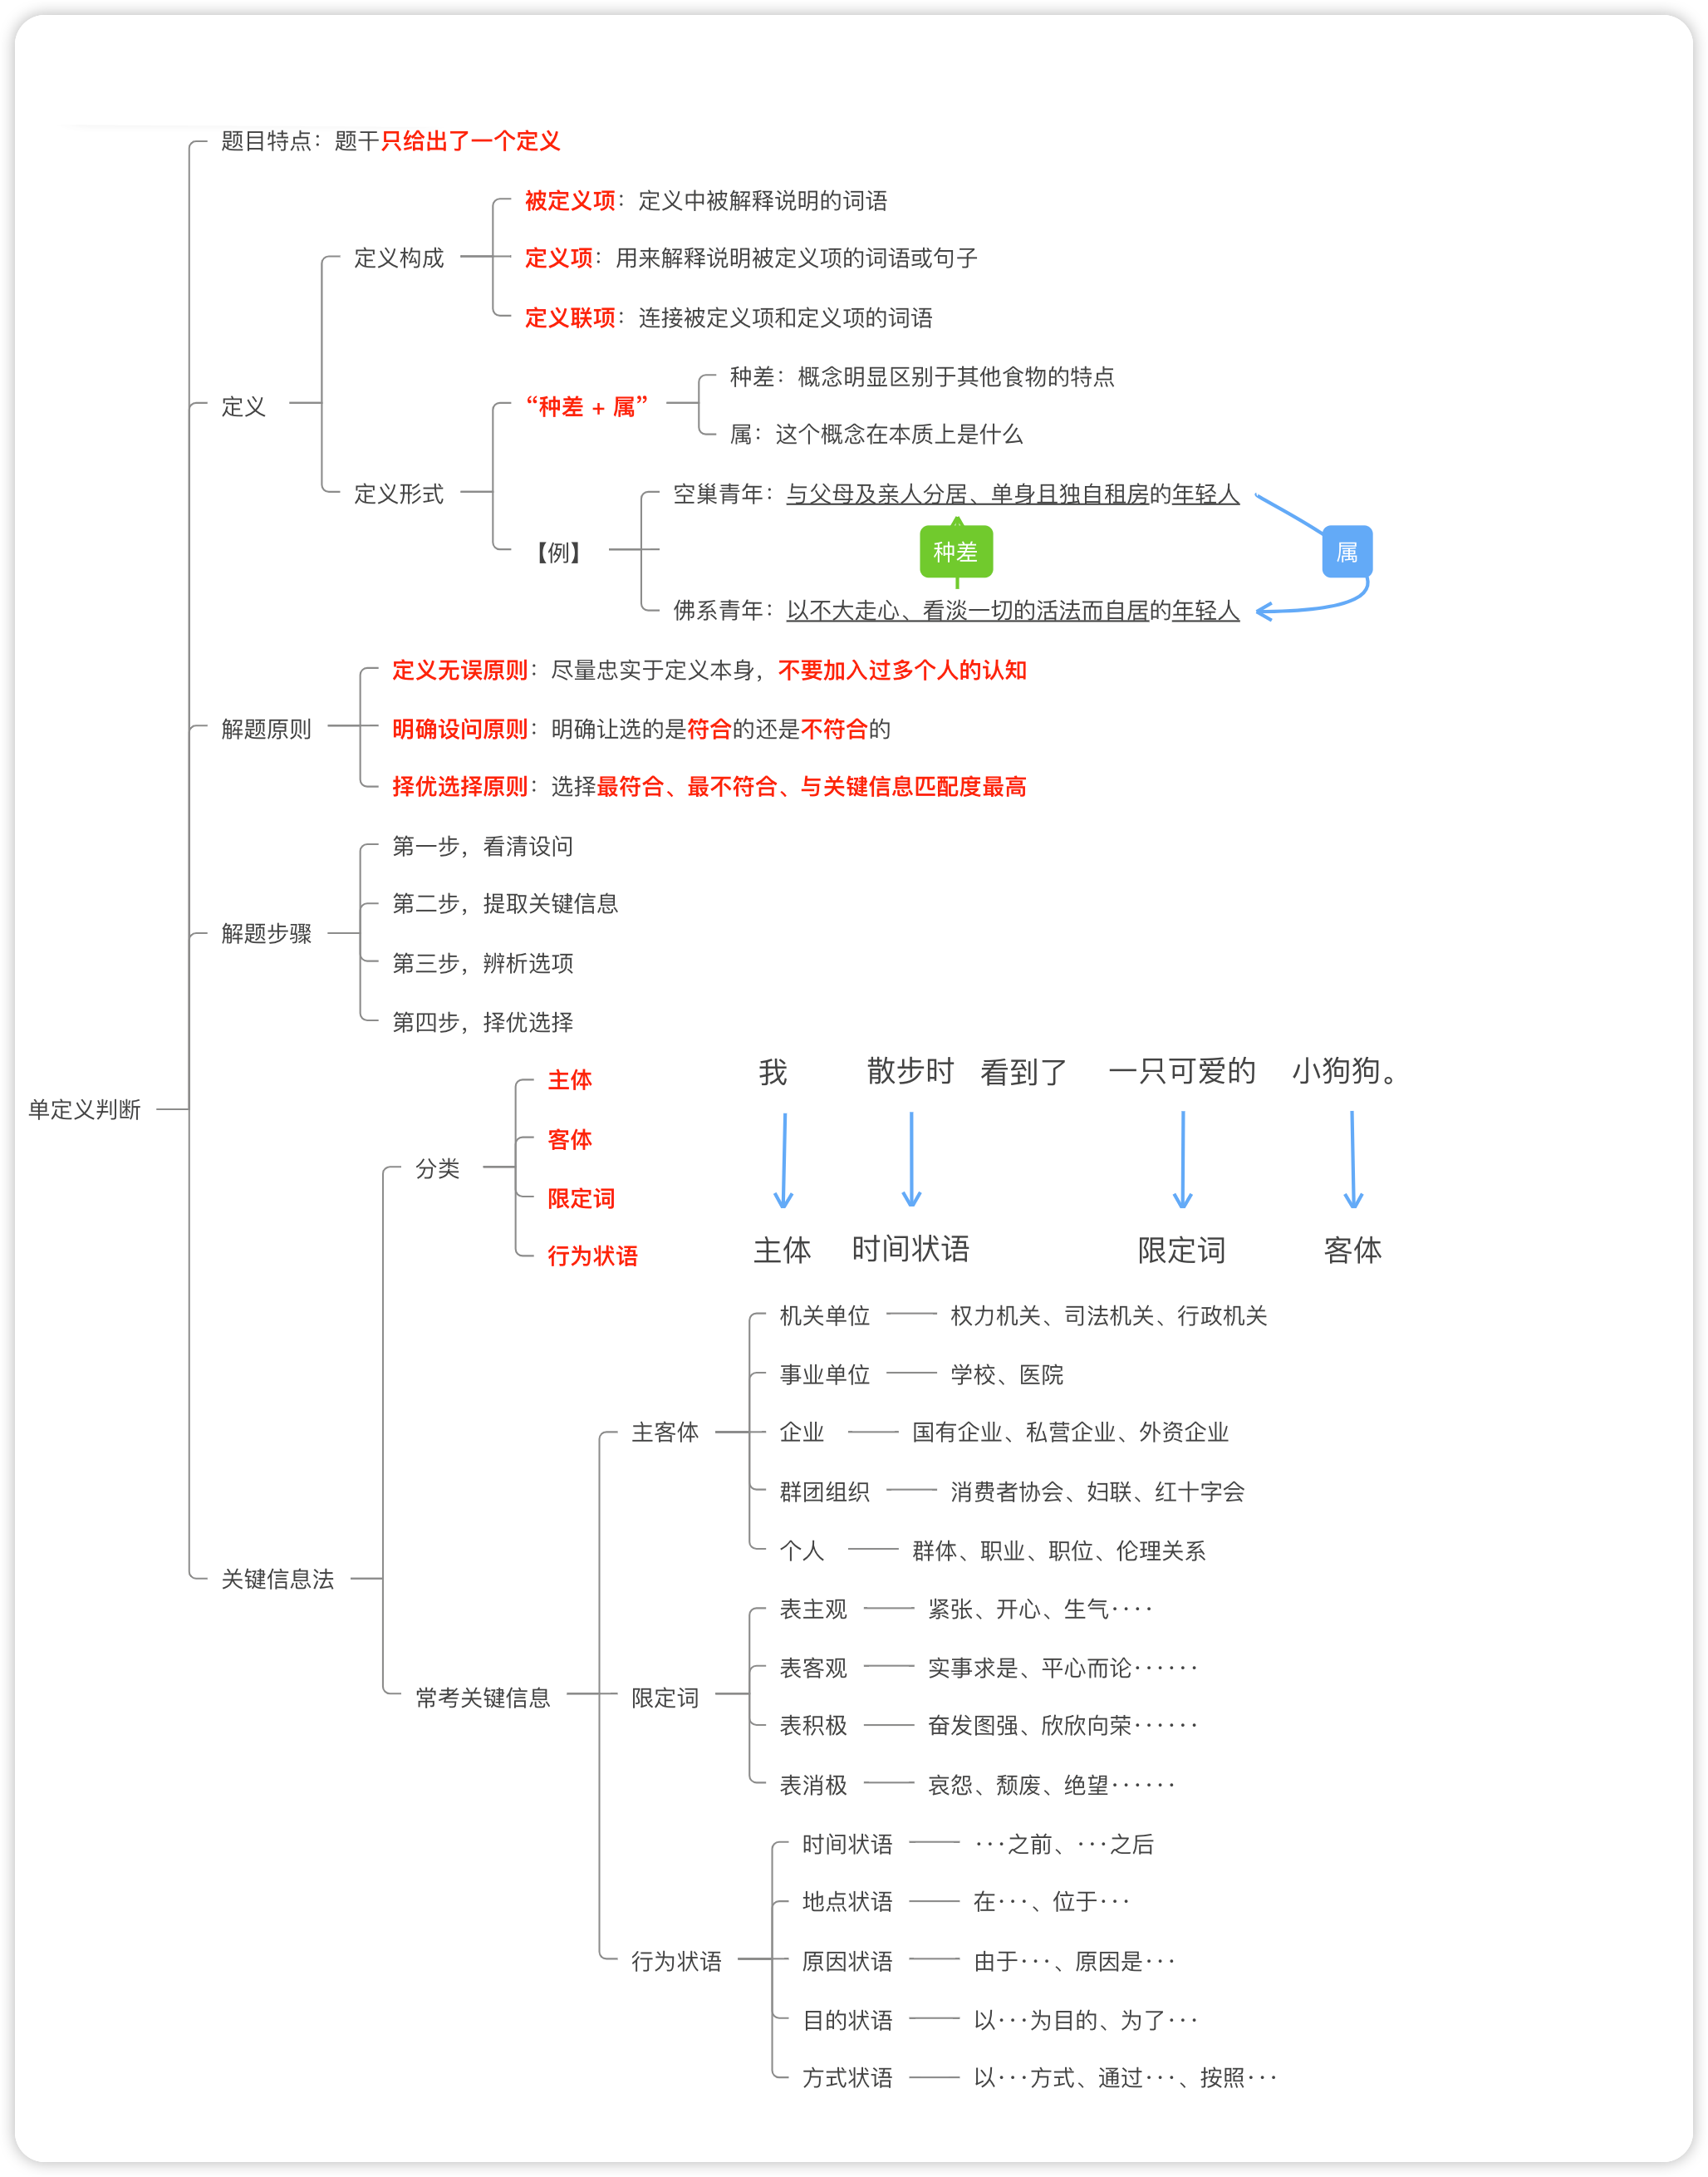 题目特点：题干只给出了一个定义
被定义项：定义中被解释说明的词语
定义构成
定义项：用来解释说明被定义项的词语或句子
定义联项：连接被定义项和定义项的词语
种差：概念明显区别于其他食物的特点
定义
“种差 + 属”
属：这个概念在本质上是什么
定义形式
空巢青年：与父母及亲人分居、单身且独自租房的年轻人
【例】
种差
属
佛系青年：以不大走心、看淡一切的活法而自居的年轻人
定义无误原则：尽量忠实于定义本身，不要加入过多个人的认知
解题原则
明确设问原则：明确让选的是符合的还是不符合的
择优选择原则：选择最符合、最不符合、与关键信息匹配度最高
第一步，看清设问
第二步，提取关键信息
解题步骤
第三步，辨析选项
第四步，择优选择
我 散步时 看到了 一只可爱的 小狗狗。
主体
单定义判断
客体
分类
限定词
行为状语
主体 时间状语 限定词 客体
机关单位 权力机关、司法机关、行政机关
事业单位 学校、医院
主客体
企业 国有企业、私营企业、外资企业
群团组织 消费者协会、妇联、红十字会
个人 群体、职业、职位、伦理关系
关键信息法
表主观 紧张、开心、生气····
表客观 实事求是、平心而论······
常考关键信息
限定词
表积极 奋发图强、欣欣向荣······
表消极 哀怨、颓废、绝望······
时间状语 ···之前、···之后
地点状语 在···、位于···
行为状语
原因状语 由于···、原因是···
目的状语 以···为目的、为了···
方式状语 以···方式、通过···、按照···